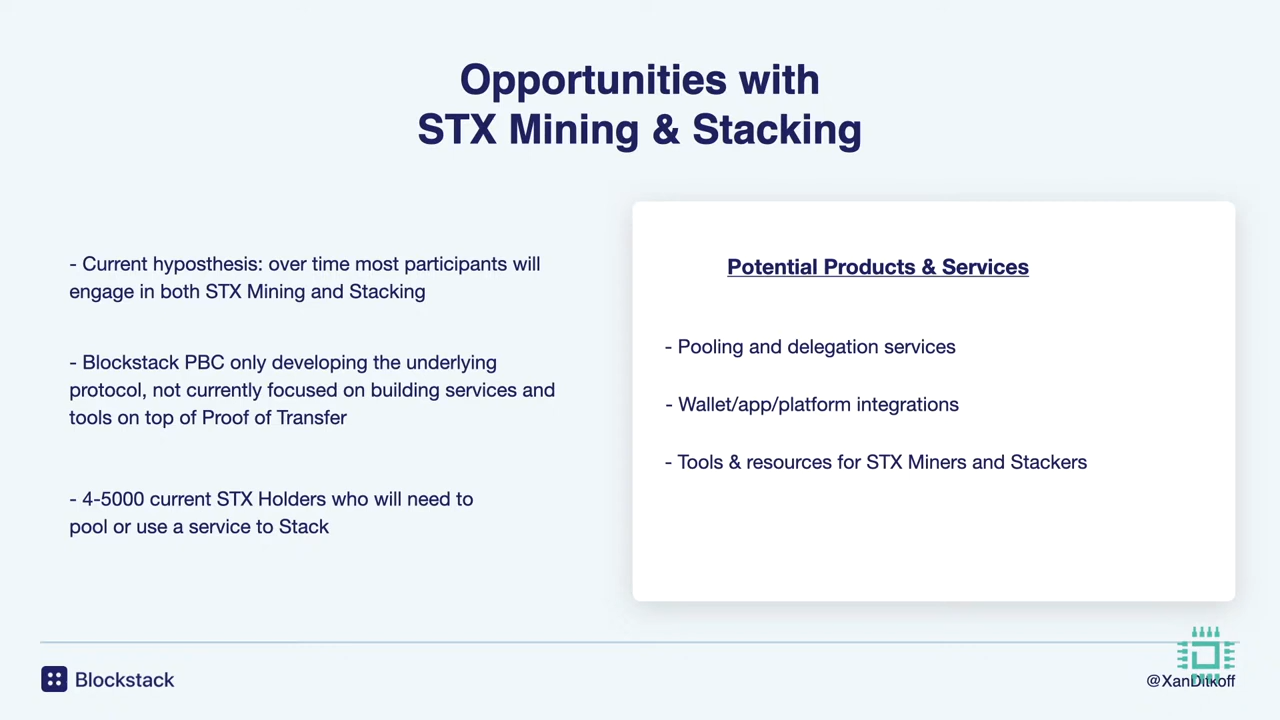 Opportunities with
STX Mining & Stacking
- Current hyposthesis: over time most participants will
engage in both STX Mining and Stacking
- Blockstack PBC only developing the underlying
protocol, not currently focused on building services and
tools on top of Proof of Transfer
- 4-5000 current STX Holders who will need to
pool or use a service to Stack
Potential Products & Services
- Pooling and delegation services
- Wallet/app/platform integrations
- Tools & resources for STX Miners and Stackers
Blockstack
@XanDitkoff